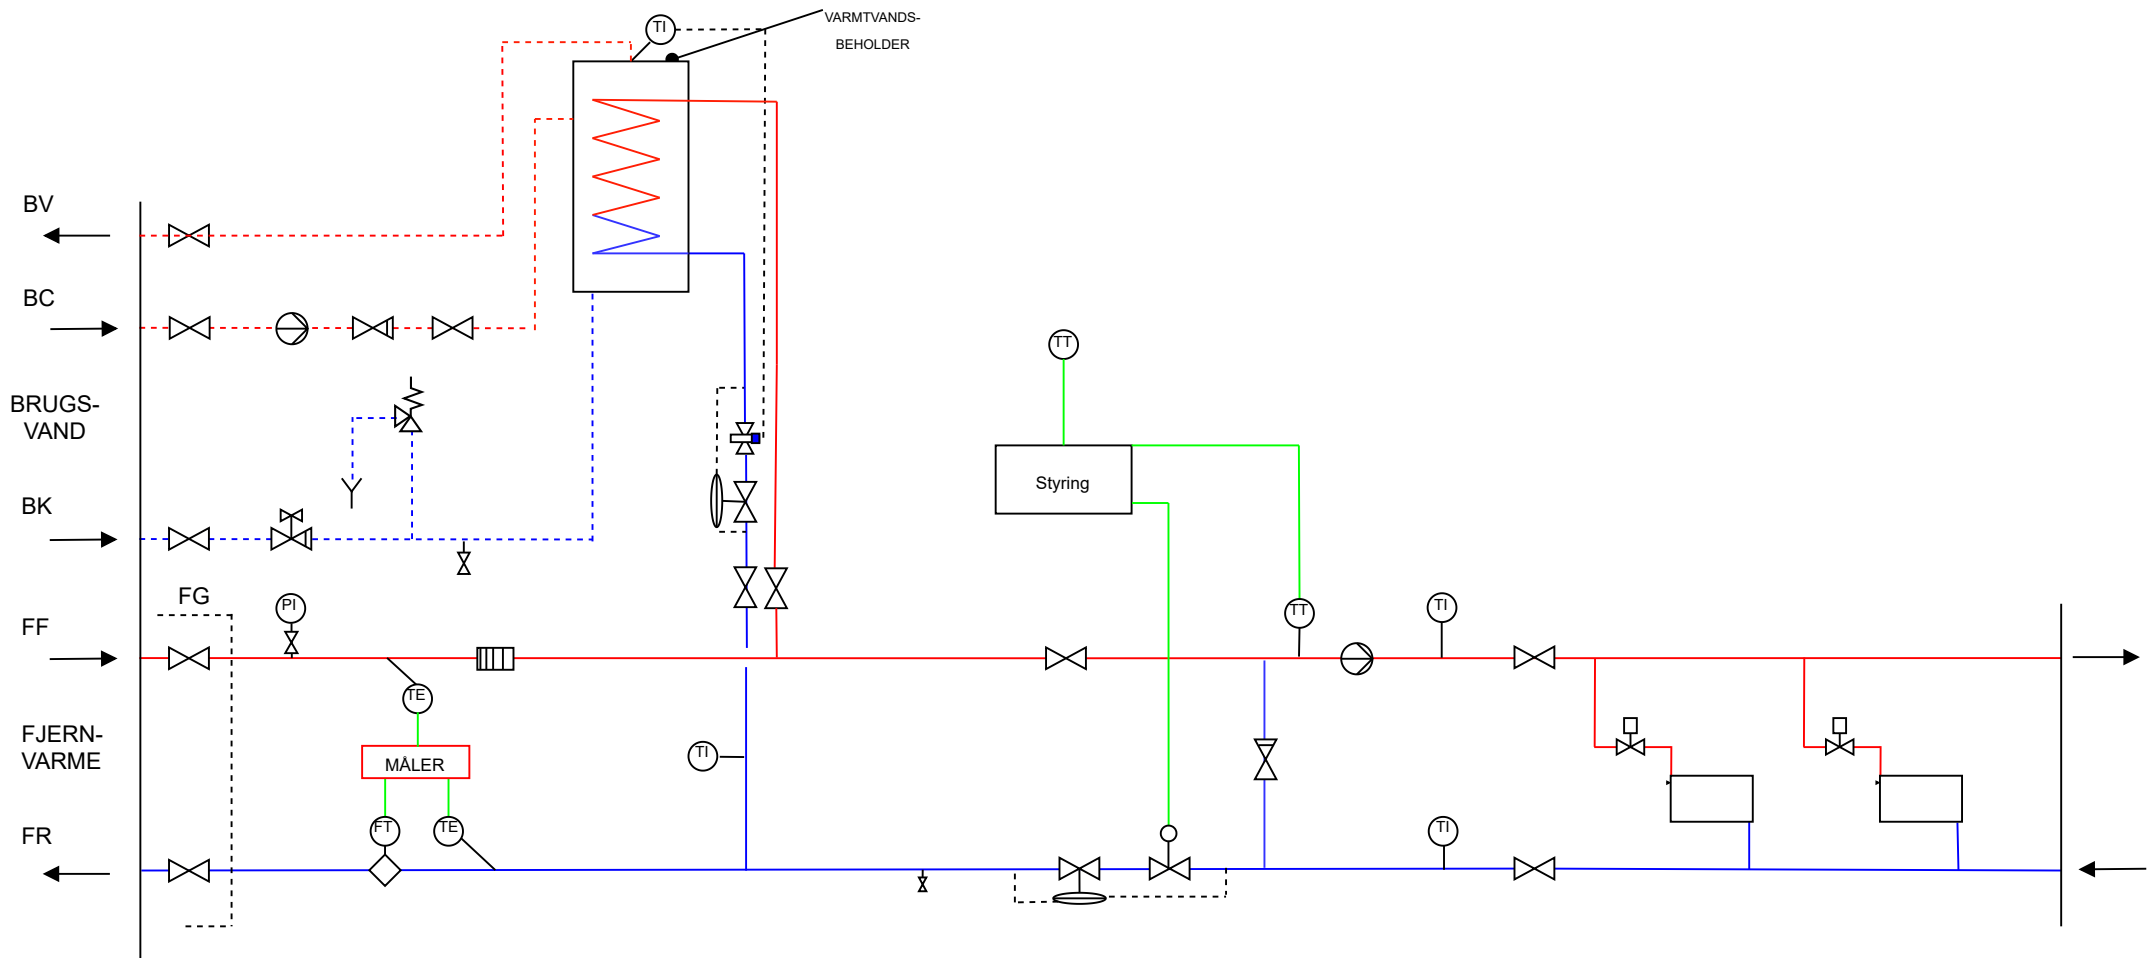 TI
VARMTVANDS-
BEHOLDER
BV
BC
BRUGS-
VAND
BK
TT
Styring
FG
PI
FF
TT
TI
TE
FJERN-
VARME
MÅLER
TI
FR
FT
TE
TI